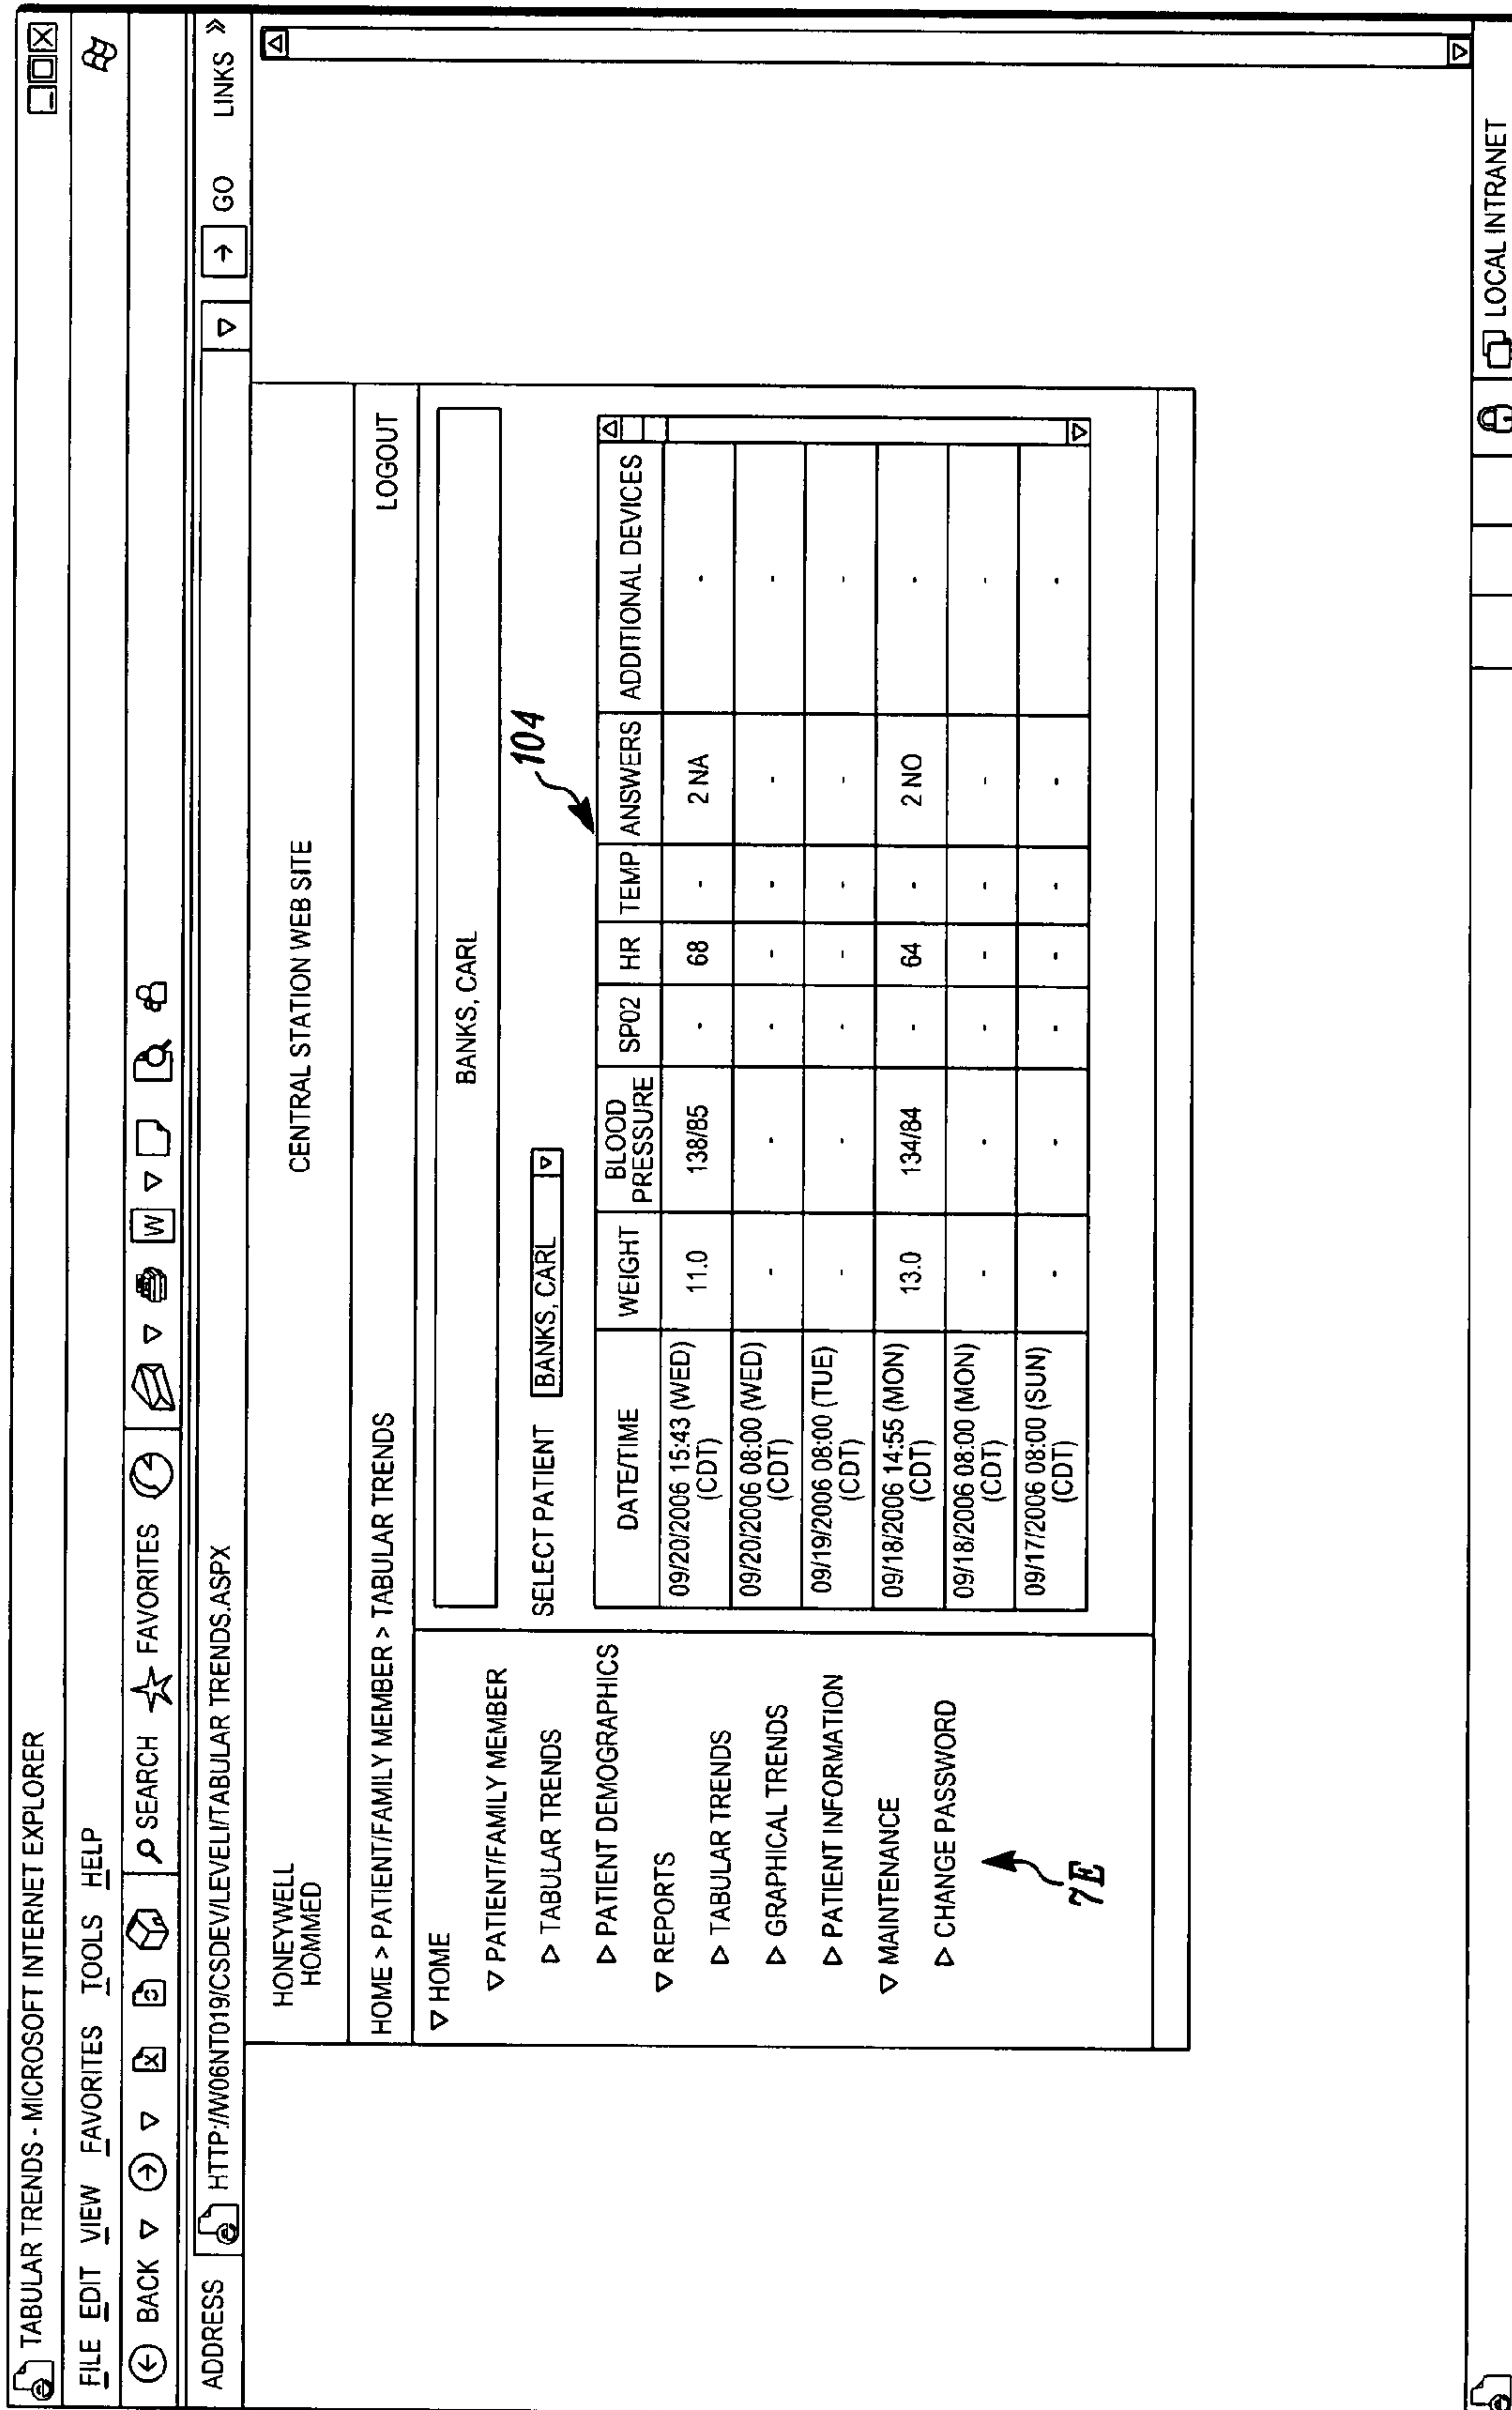 TABULAR TRENDS - MICROSOFT INTERNET EXPLORER
FILE EDIT VIEW FAVORITES TOOLS HELP
BACK SEARCH FAVORITES W
ADDRESS HTTP://W06NT019/CSDEV/LEVELI/TABULAR TRENDS.ASPX GO LINKS »
HONEYWELL
HOMMED
CENTRAL STATION WEB SITE
HOME > PATIENT/FAMILY MEMBER > TABULAR TRENDS LOGOUT
HOME
PATIENT/FAMILY MEMBER
TABULAR TRENDS
PATIENT DEMOGRAPHICS
REPORTS
TABULAR TRENDS
GRAPHICAL TRENDS
PATIENT INFORMATION
MAINTENANCE
CHANGE PASSWORD
7E
BANKS, CARL
SELECT PATIENT BANKS, CARL
104
DATE/TIME WEIGHT BLOOD PRESSURE SP02 HR TEMP ANSWERS ADDITIONAL DEVICES
09/20/2006 15:43 (WED) (CDT) 11.0 138/85 - 68 - 2 NA -
09/20/2006 08:00 (WED) (CDT) - - - - - - -
09/19/2006 08:00 (TUE) (CDT) - - - - - - -
09/18/2006 14:55 (MON) (CDT) 13.0 134/84 - 64 - 2 NO -
09/18/2006 08:00 (MON) (CDT) - - - - - - -
09/17/2006 08:00 (SUN) (CDT) - - - - - - -
LOCAL INTRANET